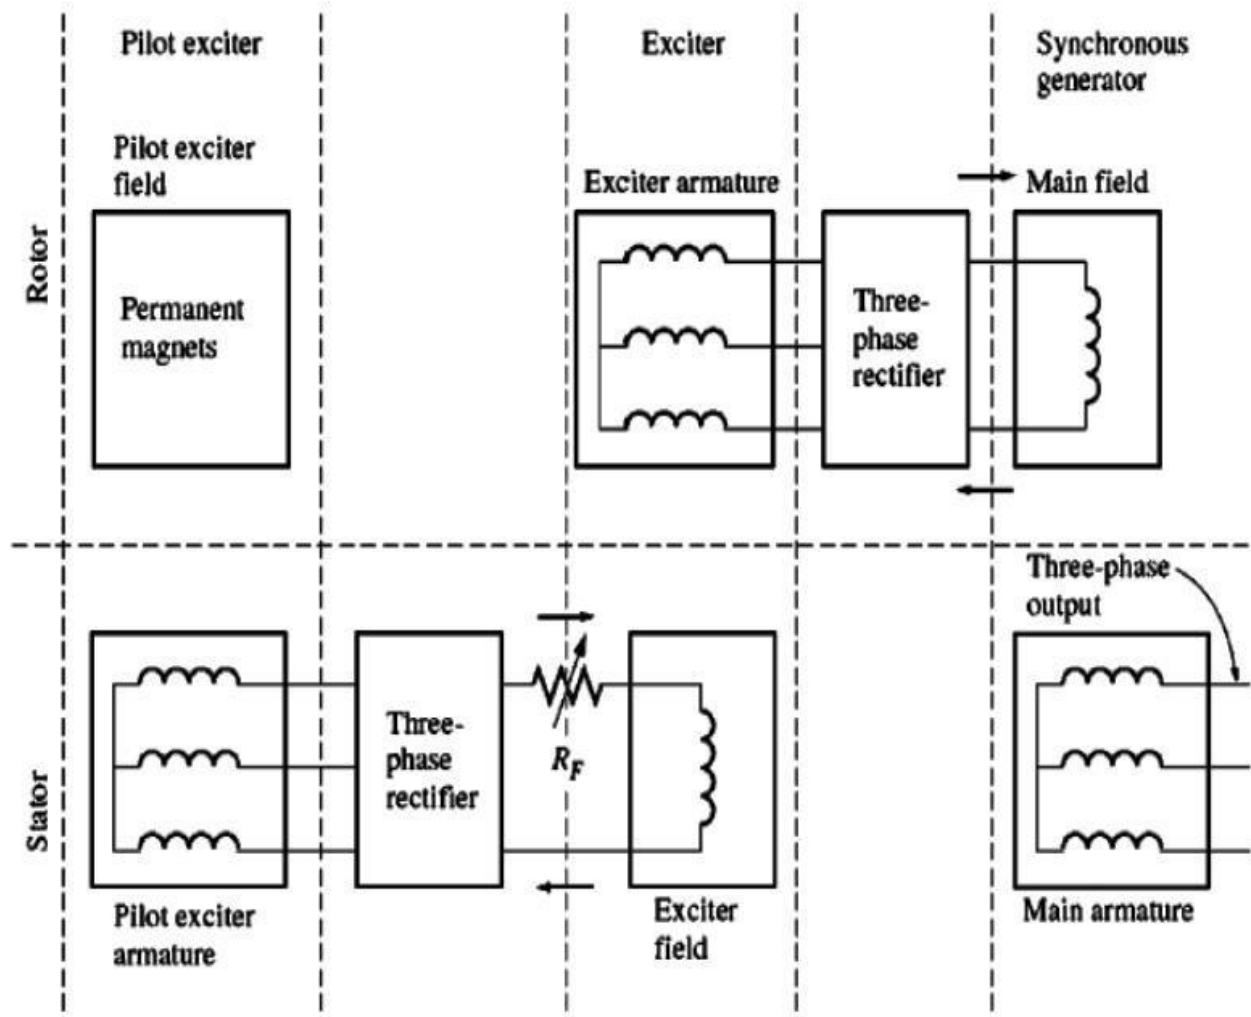 Pilot exciter
Exciter
Synchronous
generator
Pilot exciter
field
Exciter armature
Main field
Rotor
Permanent
magnets
Three-
phase
rectifier
Three-phase
output
Stator
Three-
phase
rectifier
R_F
Pilot exciter
armature
Exciter
field
Main armature